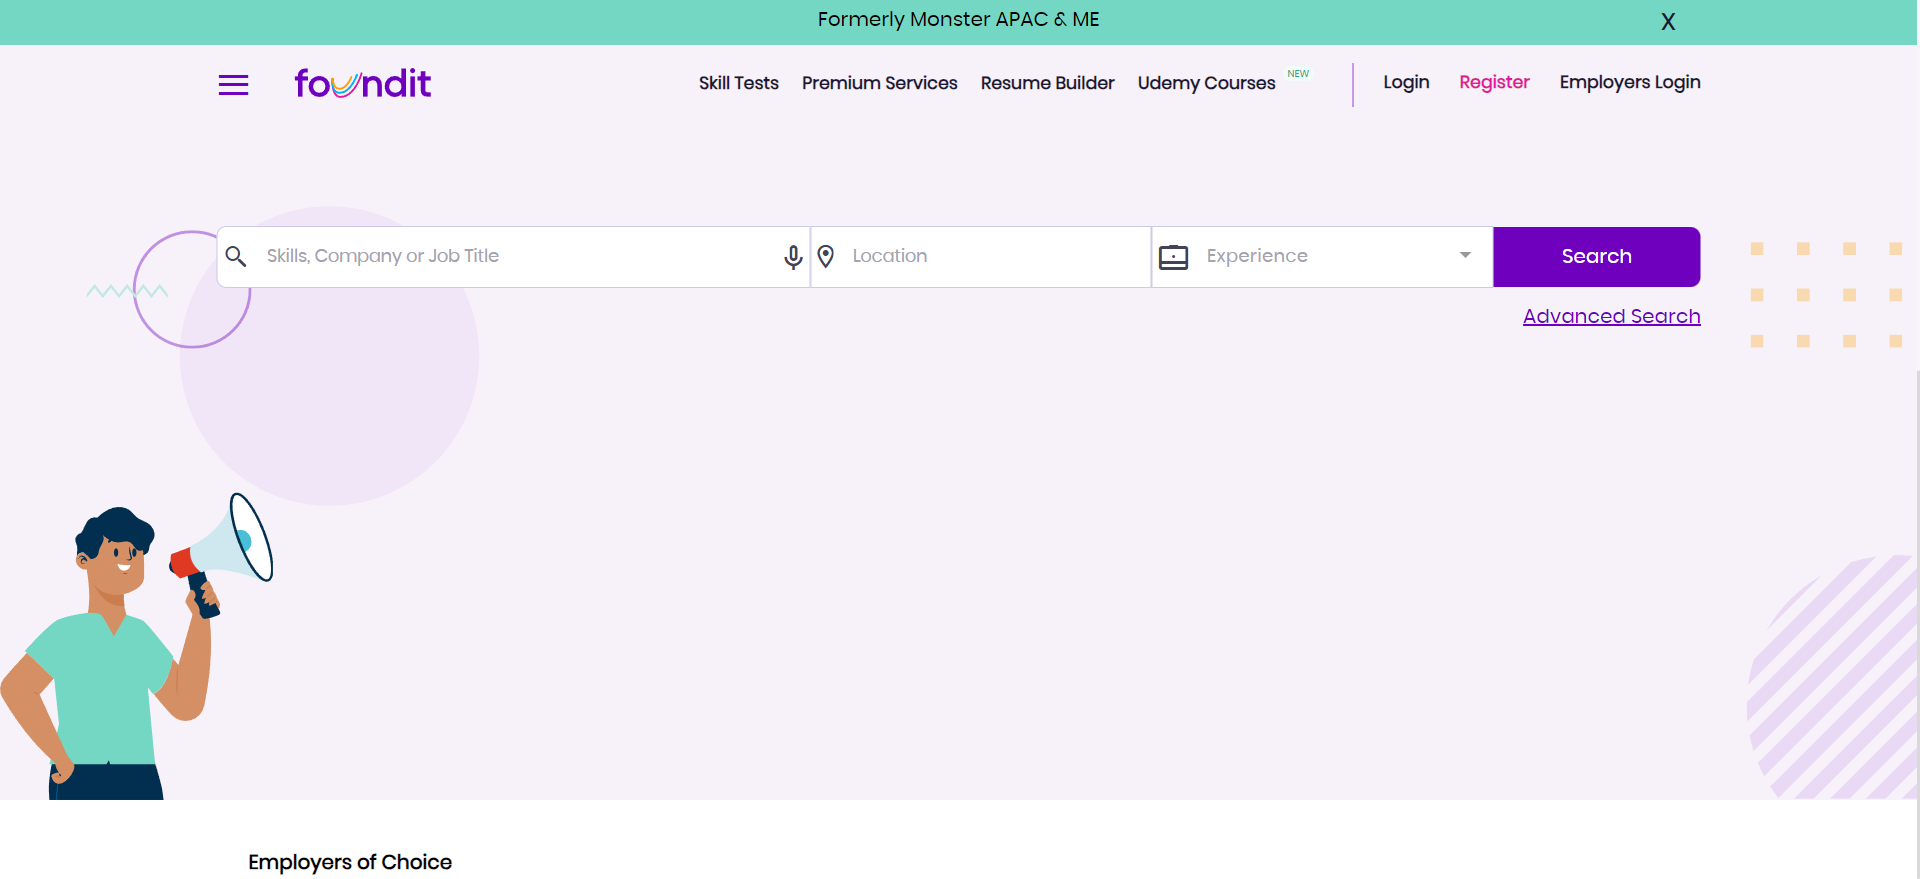 Formerly Monster APAC & ME
X
foundit
Skill Tests
Premium Services
Resume Builder
Udemy Courses
NEW
Login
Register
Employers Login
Skills, Company or Job Title
Location
Experience
Search
Advanced Search
Employers of Choice